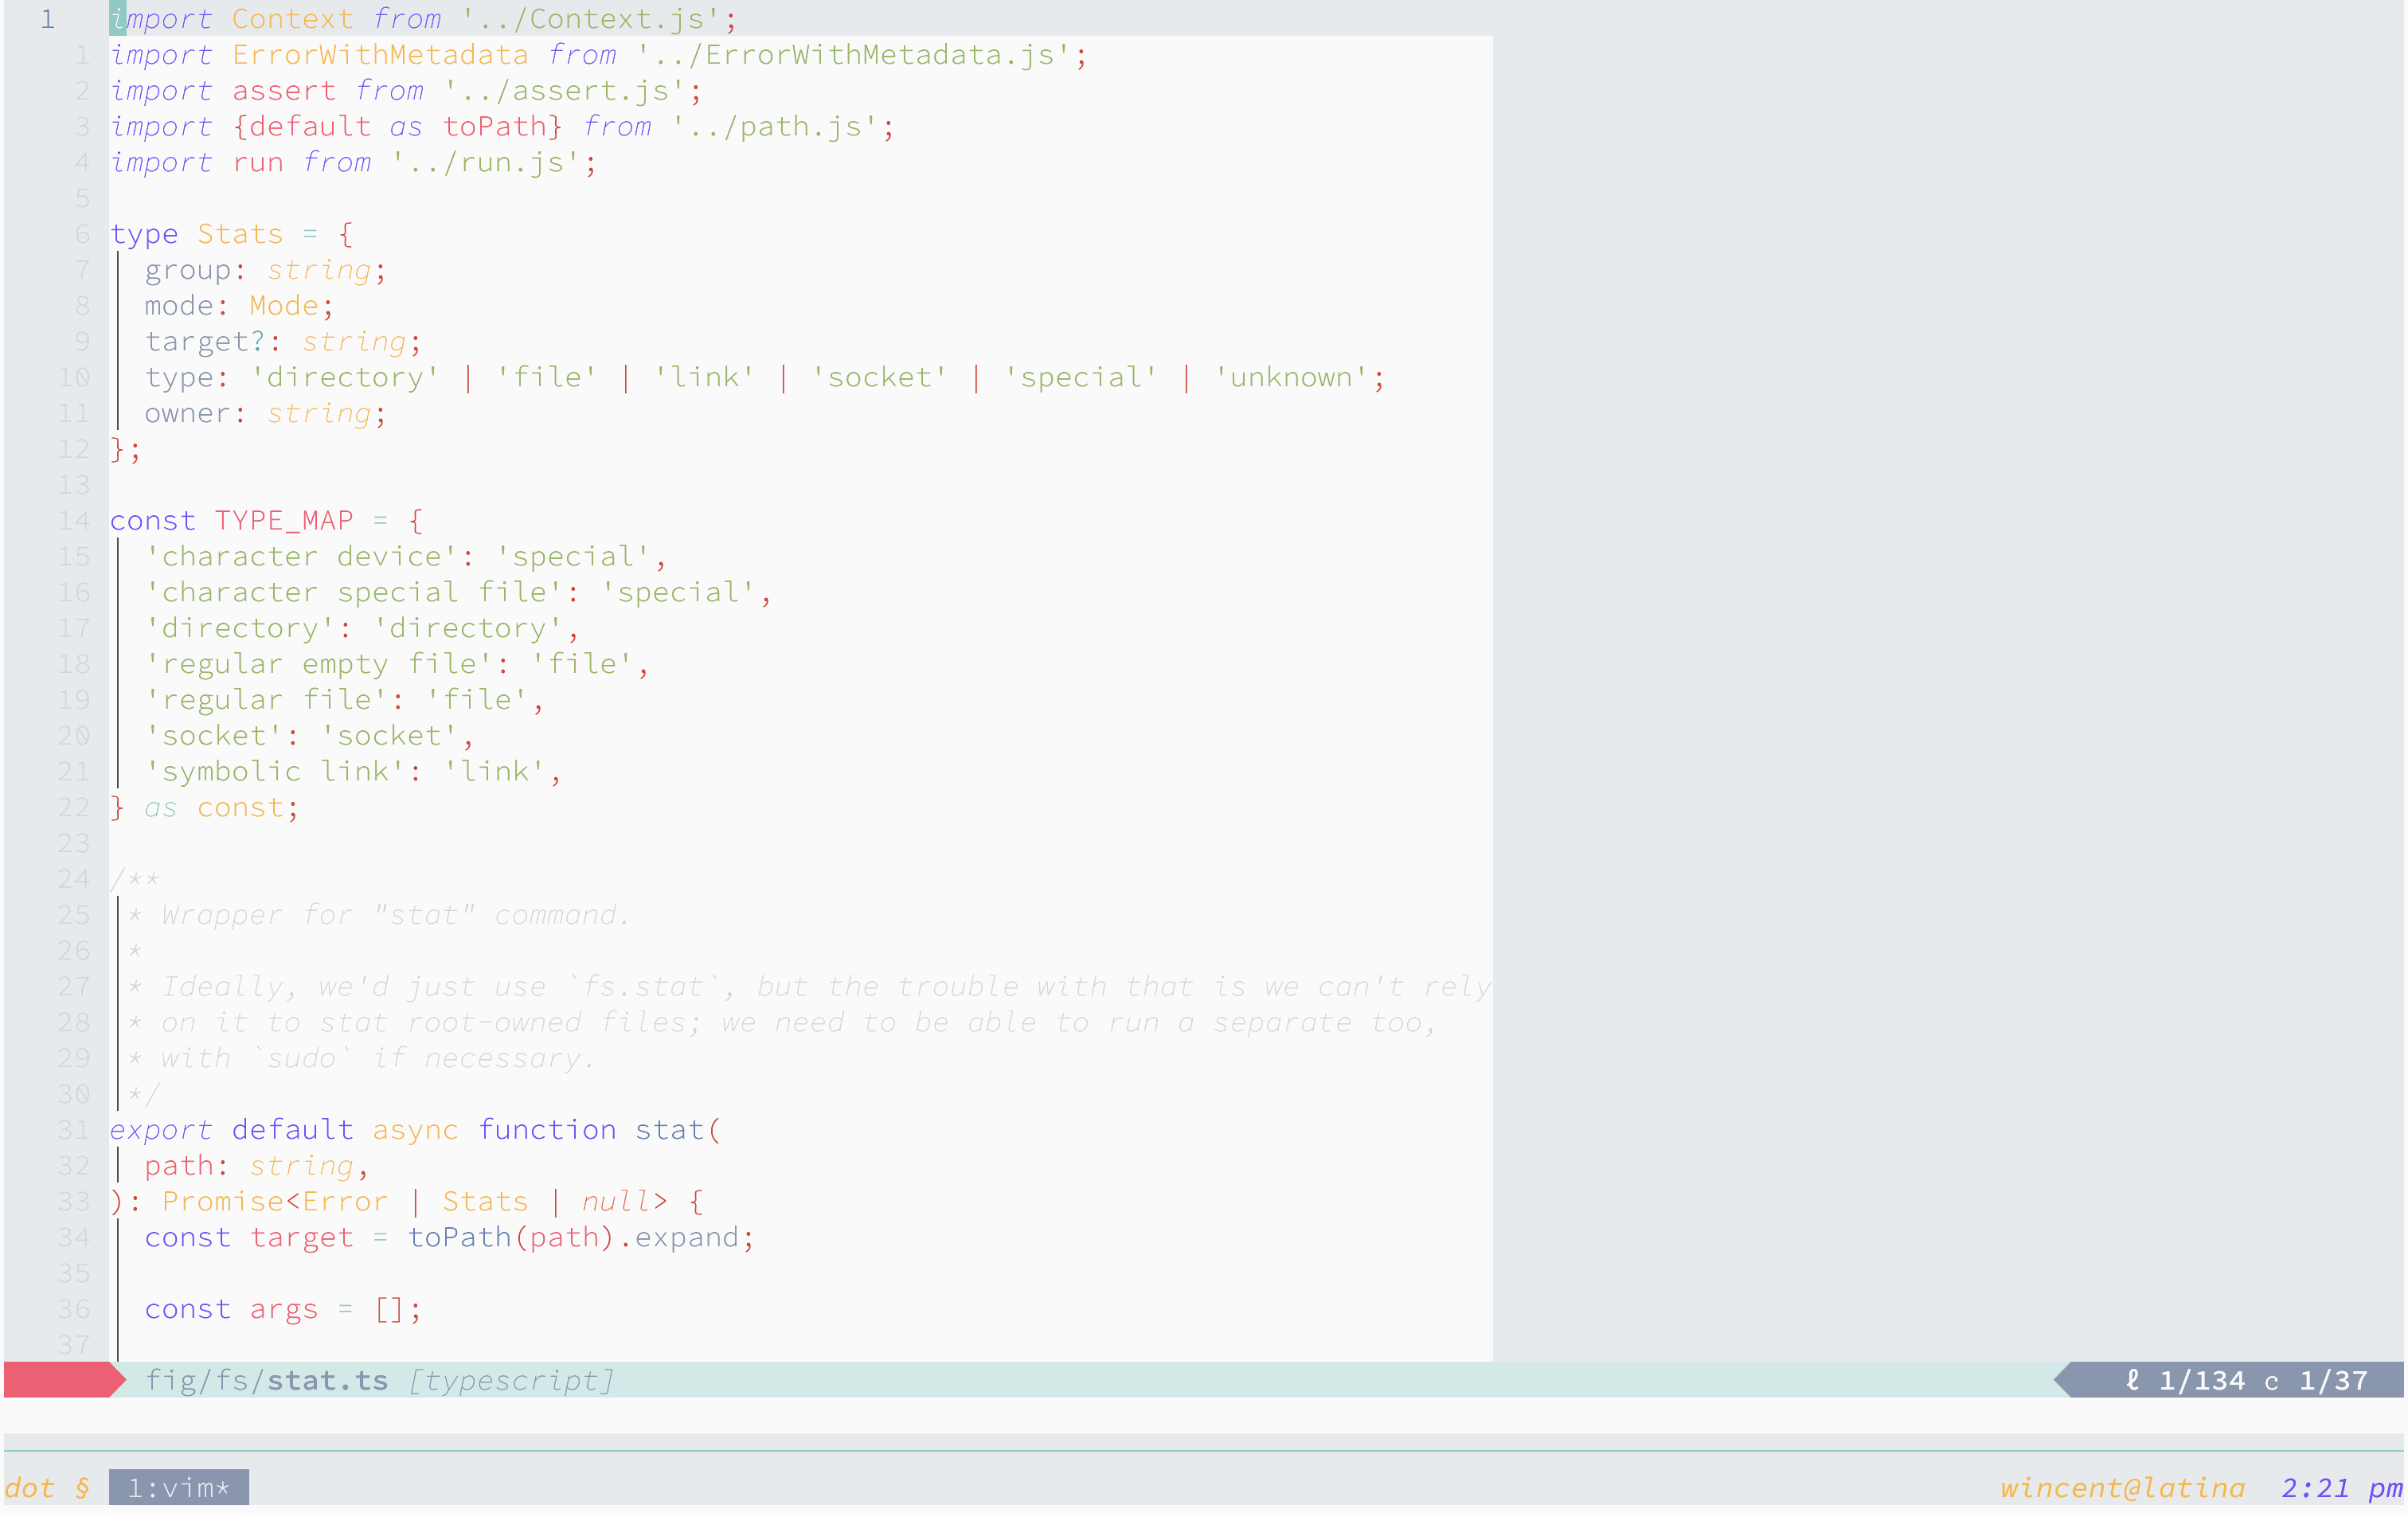 1 import Context from '../Context.js';
1 import ErrorWithMetadata from '../ErrorWithMetadata.js';
2 import assert from '../assert.js';
3 import {default as toPath} from '../path.js';
4 import run from '../run.js';
5
6 type Stats = {
7 group: string;
8 mode: Mode;
9 target?: string;
10 type: 'directory' | 'file' | 'link' | 'socket' | 'special' | 'unknown';
11 owner: string;
12 };
13
14 const TYPE_MAP = {
15 'character device': 'special',
16 'character special file': 'special',
17 'directory': 'directory',
18 'regular empty file': 'file',
19 'regular file': 'file',
20 'socket': 'socket',
21 'symbolic link': 'link',
22 } as const;
23
24 /**
25 * Wrapper for "stat" command.
26 *
27 * Ideally, we'd just use `fs.stat`, but the trouble with that is we can't rely
28 * on it to stat root-owned files; we need to be able to run a separate too,
29 * with `sudo` if necessary.
30 */
31 export default async function stat(
32 path: string,
33 ): Promise<Error | Stats | null> {
34 const target = toPath(path).expand;
35
36 const args = [];
37
fig/fs/stat.ts [typescript] ℓ 1/134 c 1/37
dot § 1:vim* wincent@latina 2:21 pm